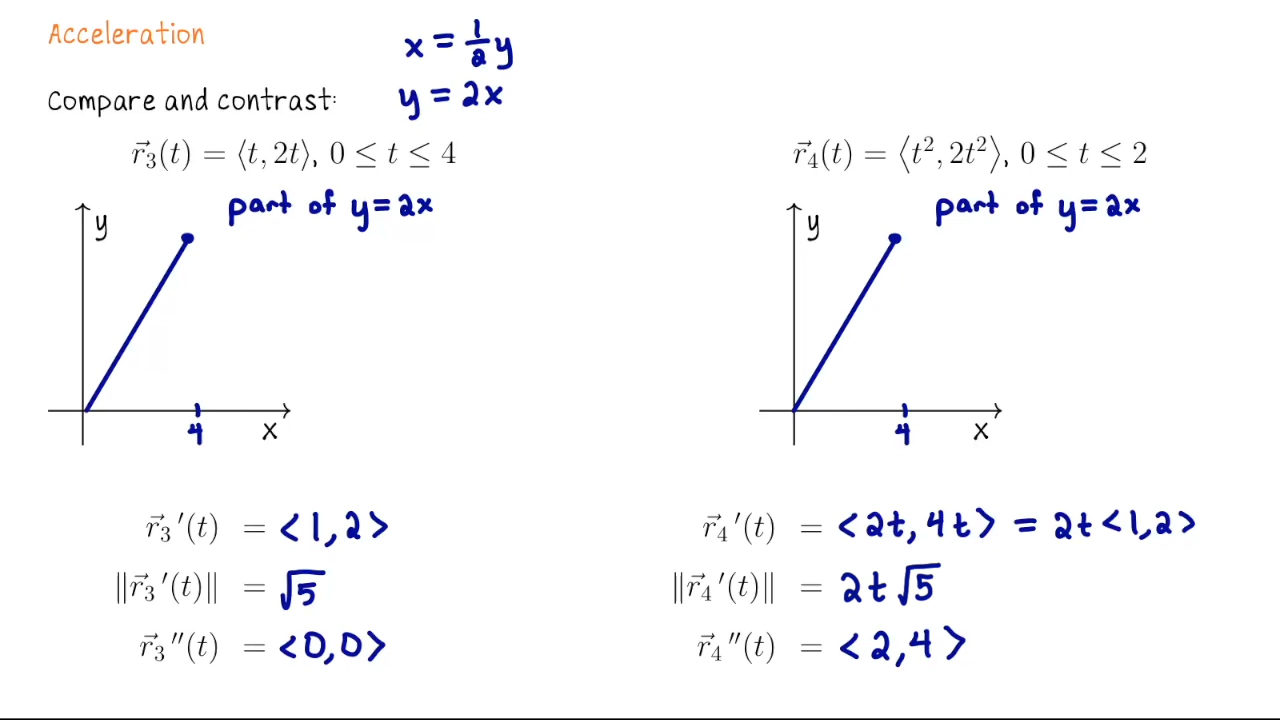 Acceleration
x = 1/2 y
Compare and contrast:
y = 2x
r⃗₃(t) = ⟨t, 2t⟩, 0 ≤ t ≤ 4
part of y=2x
y
4
x
r⃗₃′(t) = <1,2>
‖r⃗₃′(t)‖ = √5
r⃗₃″(t) = <0,0>
r⃗₄(t) = ⟨t², 2t²⟩, 0 ≤ t ≤ 2
part of y=2x
y
4
x
r⃗₄′(t) = <2t, 4t> = 2t<1,2>
‖r⃗₄′(t)‖ = 2t√5
r⃗₄″(t) = <2,4>